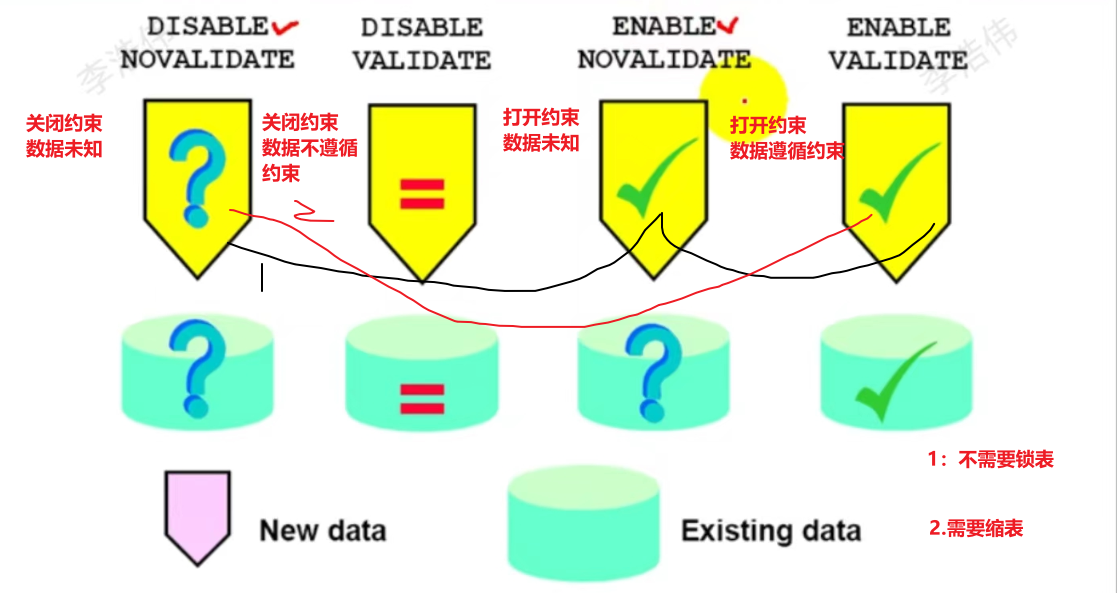 DISABLE
NOVALIDATE
DISABLE
VALIDATE
ENABLE
NOVALIDATE
ENABLE
VALIDATE
关闭约束
数据未知
关闭约束
数据不遵循
约束
打开约束
数据未知
打开约束
数据遵循约束
New data
Existing data
1：不需要锁表
2.需要缩表